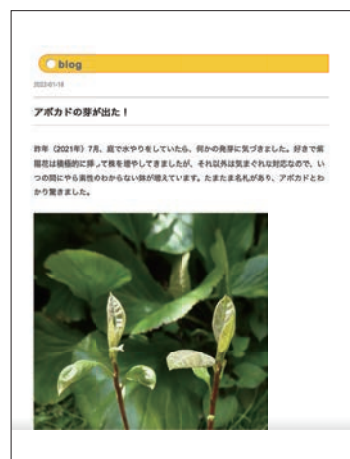 blog
2022-01-18
アボカドの芽が出た！
昨年（2021年）7月、庭で水やりをしていたら、何かの発芽に気づきました。好きで紫
陽花は積極的に挿して株を増やしてきましたが、それ以外は気まぐれな対応なので、い
つの間にやら素性のわからない鉢が増えています。たまたま名札があり、アボカドとわ
かり驚きました。